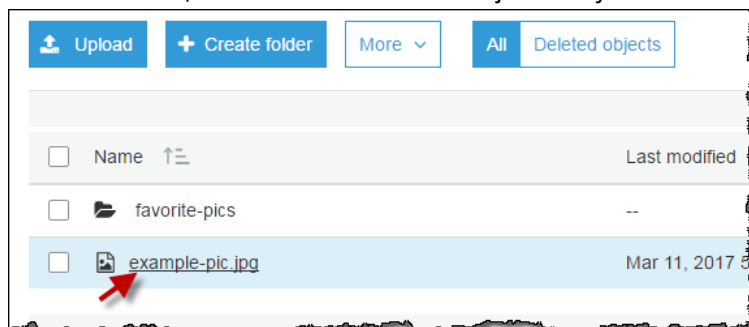 Upload Create folder More All Deleted objects
Name Last modified
favorite-pics --
example-pic.jpg Mar 11, 2017